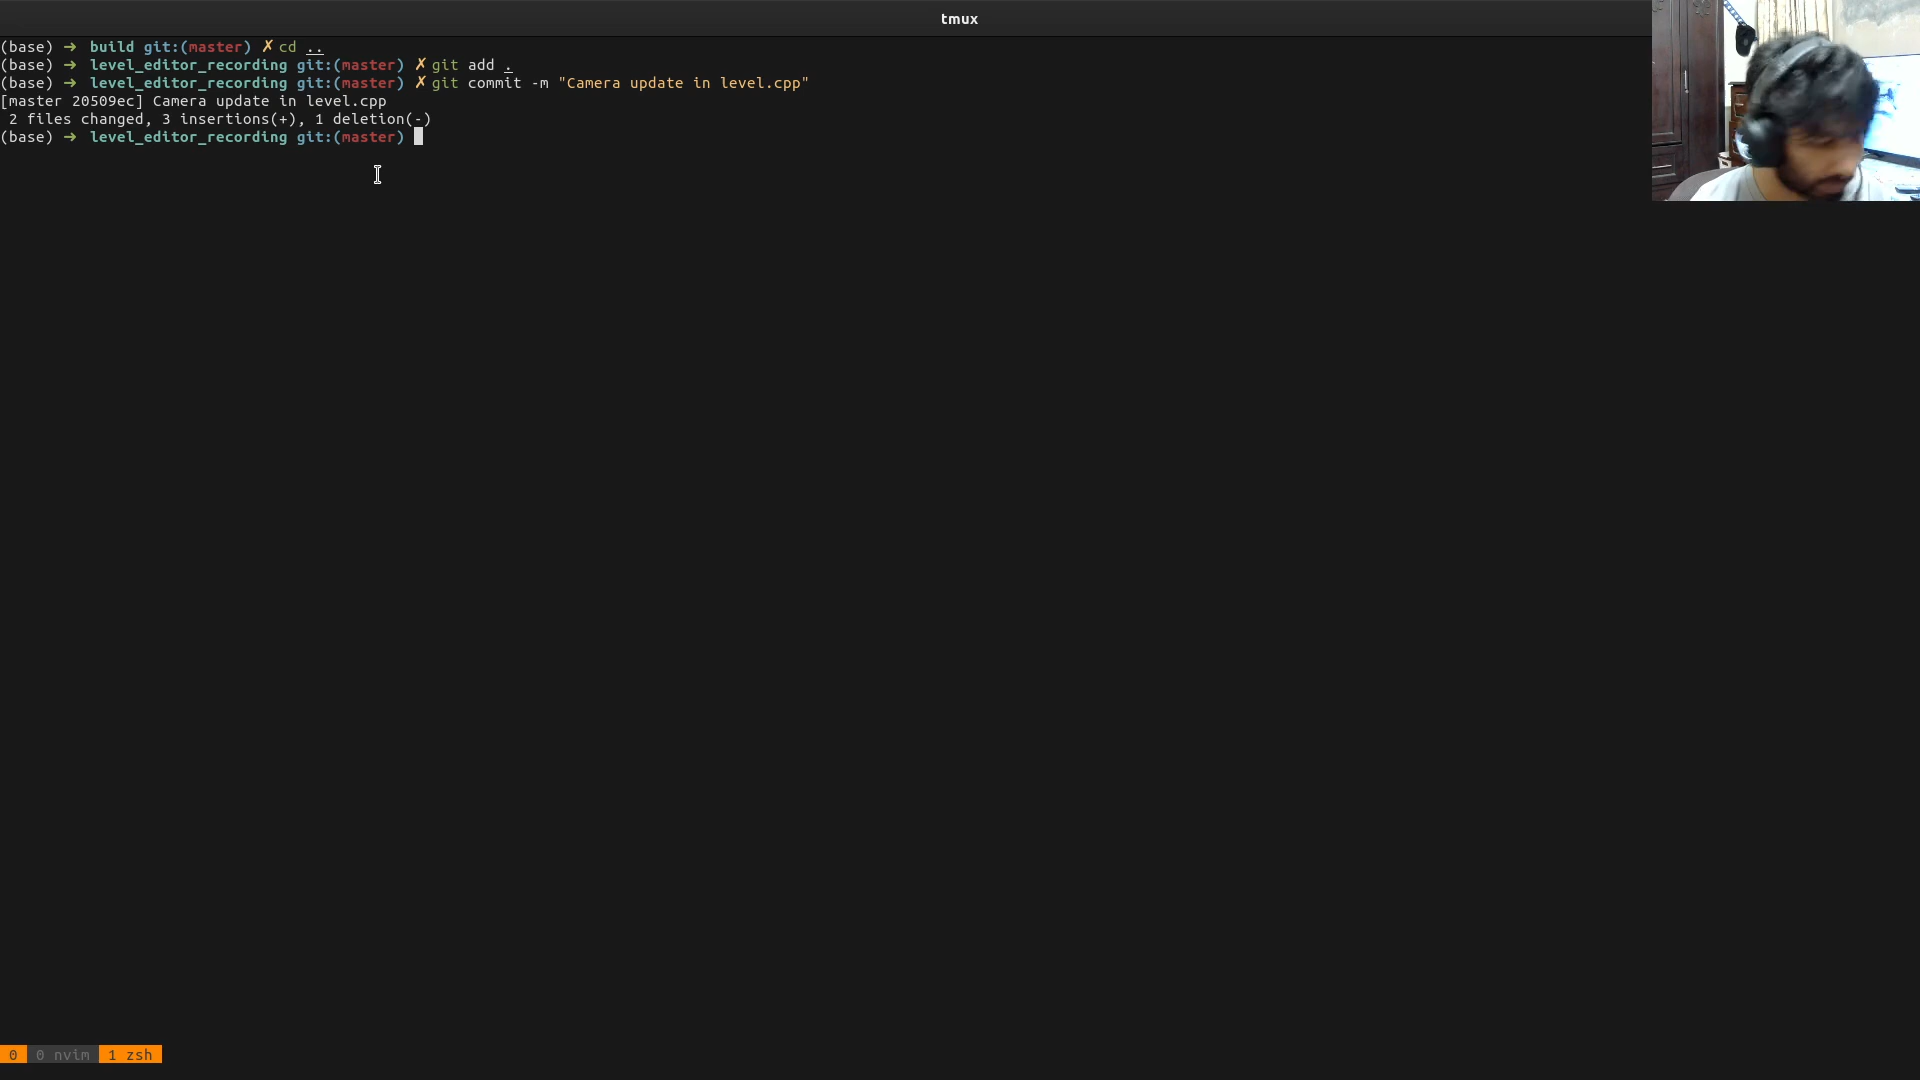 tmux
(base) → build git:(master) ✗ cd ..
(base) → level_editor_recording git:(master) ✗ git add .
(base) → level_editor_recording git:(master) ✗ git commit -m "Camera update in level.cpp"
[master 20509ec] Camera update in level.cpp
 2 files changed, 3 insertions(+), 1 deletion(-)
(base) → level_editor_recording git:(master)
0 0 nvim 1 zsh